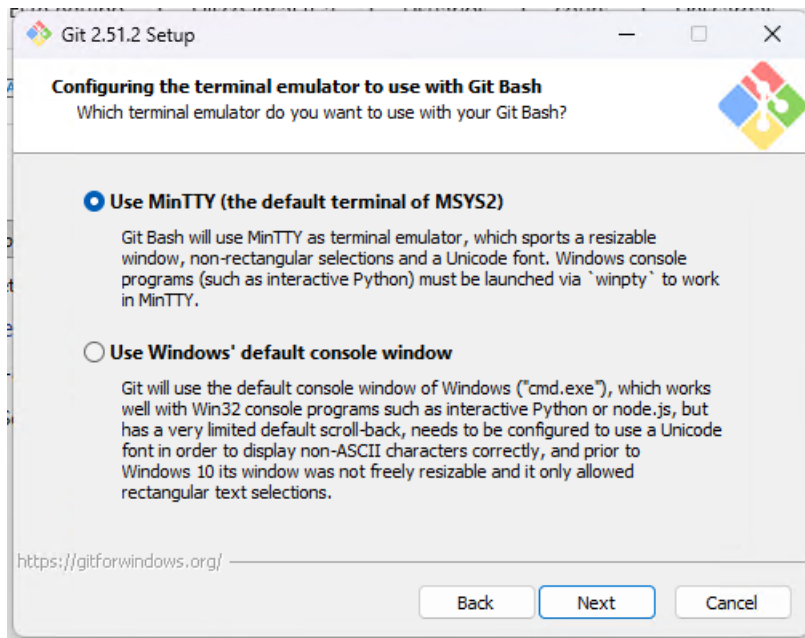 Git 2.51.2 Setup
Configuring the terminal emulator to use with Git Bash
Which terminal emulator do you want to use with your Git Bash?
Use MinTTY (the default terminal of MSYS2)
Git Bash will use MinTTY as terminal emulator, which sports a resizable
window, non-rectangular selections and a Unicode font. Windows console
programs (such as interactive Python) must be launched via `winpty` to work
in MinTTY.
Use Windows' default console window
Git will use the default console window of Windows ("cmd.exe"), which works
well with Win32 console programs such as interactive Python or node.js, but
has a very limited default scroll-back, needs to be configured to use a Unicode
font in order to display non-ASCII characters correctly, and prior to
Windows 10 its window was not freely resizable and it only allowed
rectangular text selections.
https://gitforwindows.org/
Back
Next
Cancel